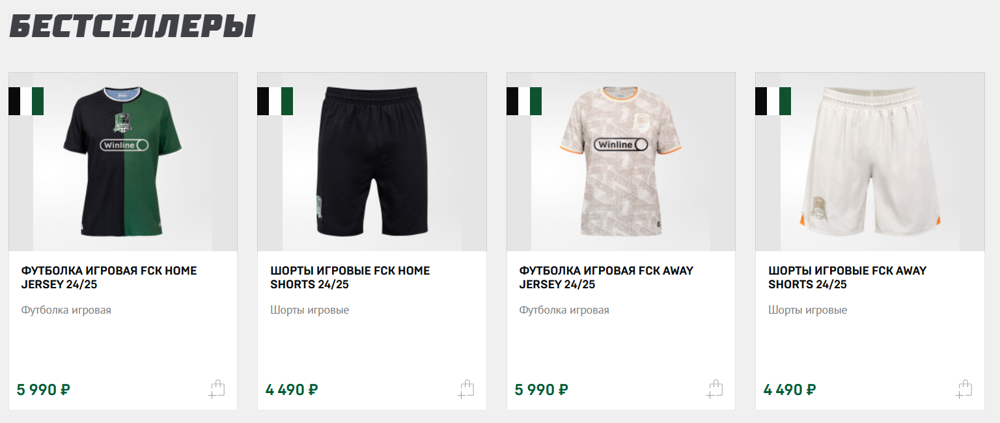 БЕСТСЕЛЛЕРЫ
Winline
Winline
ФУТБОЛКА ИГРОВАЯ FCK HOME
JERSEY 24/25
Футболка игровая
5 990 ₽
ШОРТЫ ИГРОВЫЕ FCK HOME
SHORTS 24/25
Шорты игровые
4 490 ₽
ФУТБОЛКА ИГРОВАЯ FCK AWAY
JERSEY 24/25
Футболка игровая
5 990 ₽
ШОРТЫ ИГРОВЫЕ FCK AWAY
SHORTS 24/25
Шорты игровые
4 490 ₽